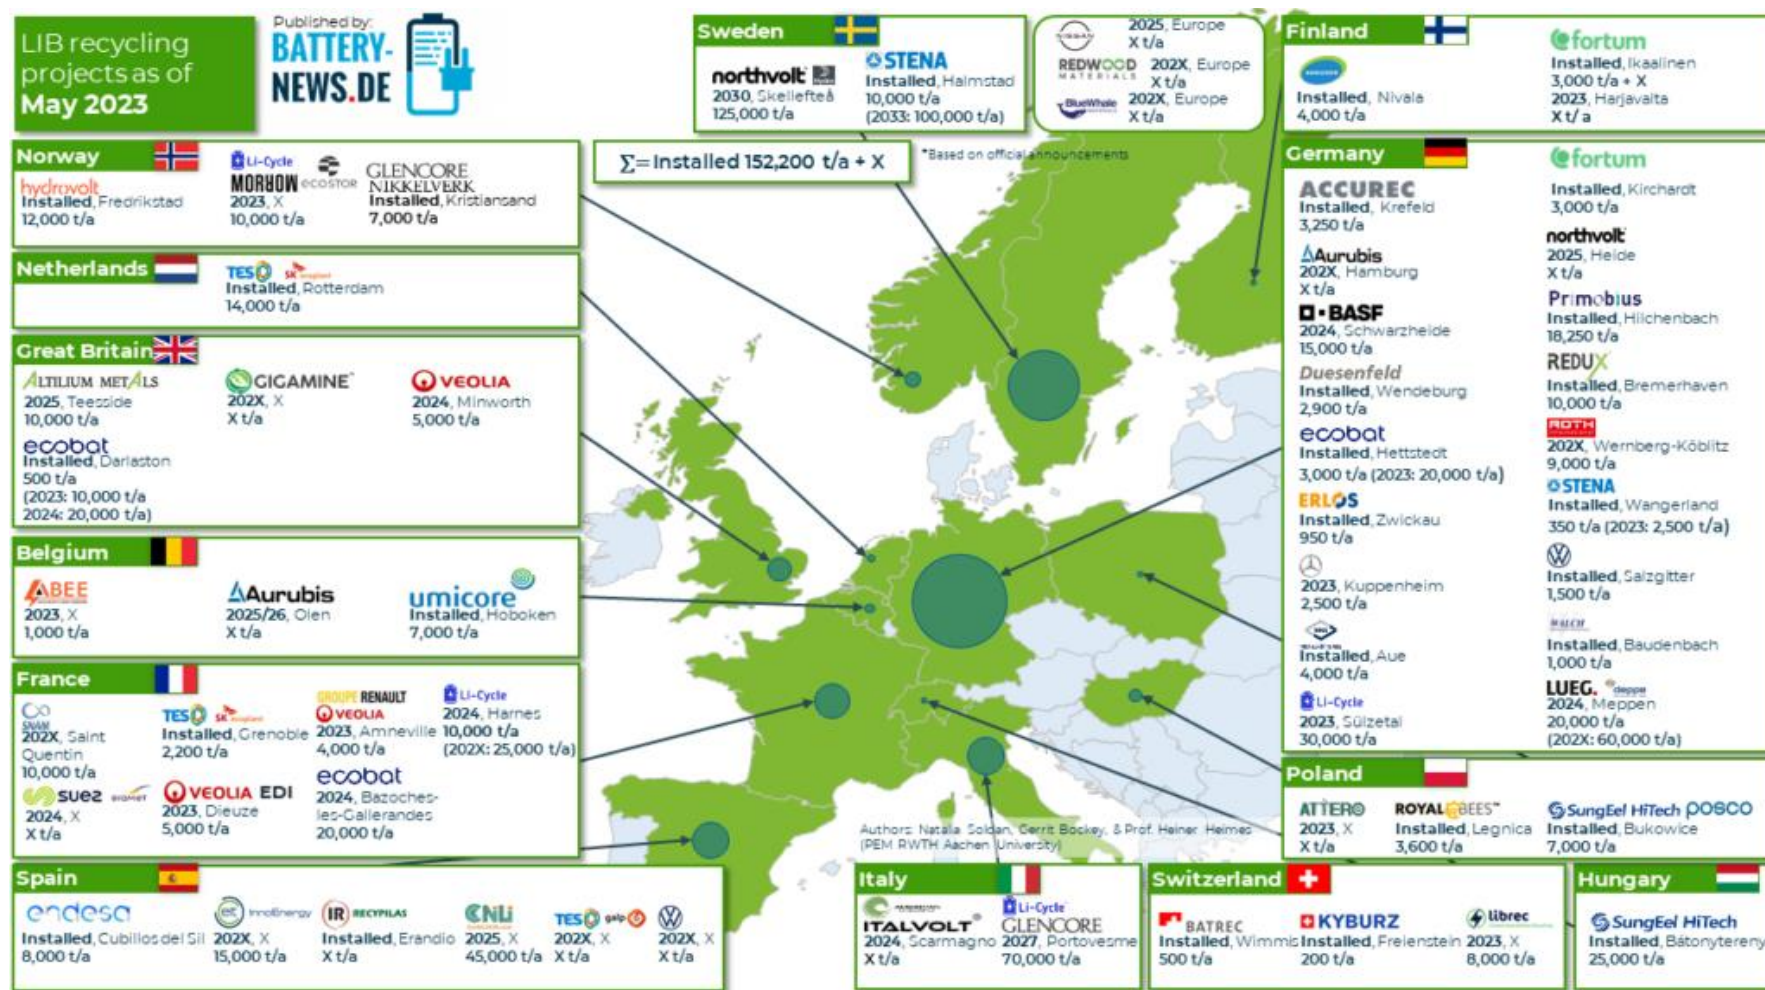 LIB recycling
projects as of
May 2023
Published by:
BATTERY-
NEWS.DE
Sweden
northvolt
2030, Skellefteå
125,000 t/a
STENA
Installed, Halmstad
10,000 t/a
(2033: 100,000 t/a)
NISSAN
2025, Europe
X t/a
REDWOOD
MATERIALS
202X, Europe
X t/a
BlueWhale
202X, Europe
X t/a
Finland
Installed, Nivala
4,000 t/a
fortum
Installed, Ikaalinen
3,000 t/a + X
2023, Harjavalta
X t/ a
∑= Installed 152,200 t/a + X
*Based on official announcements
Norway
hydrovolt
Installed, Fredrikstad
12,000 t/a
Li-Cycle
MORROW ECOSTOR
2023, X
10,000 t/a
GLENCORE
NIKKELVERK
Installed, Kristiansand
7,000 t/a
Netherlands
TES SK
Installed, Rotterdam
14,000 t/a
Great Britain
ALTILIUM METALS
2025, Teesside
10,000 t/a
GIGAMINE™
202X, X
X t/a
VEOLIA
2024, Minworth
5,000 t/a
ecobat
Installed, Darlaston
500 t/a
(2023: 10,000 t/a
2024: 20,000 t/a)
Belgium
ABEE
2023, X
1,000 t/a
Aurubis
2025/26, Olen
X t/a
umicore
Installed, Hoboken
7,000 t/a
France
SNAM
202X, Saint
Quentin
10,000 t/a
TES SK
Installed, Grenoble
2,200 t/a
GROUPE RENAULT
VEOLIA
2023, Amneville
4,000 t/a
Li-Cycle
2024, Harnes
10,000 t/a
(202X: 25,000 t/a)
suez
2024, X
X t/a
VEOLIA EDI
2023, Dieuze
5,000 t/a
ecobat
2024, Bazoches-
les-Gallerandes
20,000 t/a
Spain
endesa
Installed, Cubillos del Sil
8,000 t/a
InnoEnergy
202X, X
15,000 t/a
IR RECYPILAS
Installed, Erandio
X t/a
2025, X
45,000 t/a
TES galp
202X, X
X t/a
202X, X
X t/a
Germany
ACCUREC
Installed, Krefeld
3,250 t/a
Aurubis
202X, Hamburg
X t/a
BASF
2024, Schwarzheide
15,000 t/a
Duesenfeld
Installed, Wendeburg
2,900 t/a
ecobat
Installed, Hettstedt
3,000 t/a (2023: 20,000 t/a)
ERLOS
Installed, Zwickau
950 t/a
2023, Kuppenheim
2,500 t/a
Installed, Aue
4,000 t/a
Li-Cycle
2023, Sülzetal
30,000 t/a
fortum
Installed, Kirchardt
3,000 t/a
northvolt
2025, Heide
X t/a
Primobius
Installed, Hilchenbach
18,250 t/a
REDUX
Installed, Bremerhaven
10,000 t/a
ROTH
202X, Wernberg-Köblitz
9,000 t/a
STENA
Installed, Wangerland
350 t/a (2023: 2,500 t/a)
Installed, Salzgitter
1,500 t/a
WALCH
Installed, Baudenbach
1,000 t/a
LUEG. deppe
2024, Meppen
20,000 t/a
(202X: 60,000 t/a)
Poland
ATTERO
2023, X
X t/a
ROYAL BEES™
Installed, Legnica
3,600 t/a
SungEel HiTech posco
Installed, Bukowice
7,000 t/a
Authors: Natalia Soldan, Gerrit Bockey, & Prof. Heiner Heimes
(PEM RWTH Aachen University)
Italy
ITALVOLT
2024, Scarmagno
X t/a
Li-Cycle
GLENCORE
2027, Portovesme
70,000 t/a
Switzerland
BATREC
Installed, Wimmis
500 t/a
KYBURZ
Installed, Freienstein
200 t/a
librec
2023, X
8,000 t/a
Hungary
SungEel HiTech
Installed, Bátonytereny
25,000 t/a